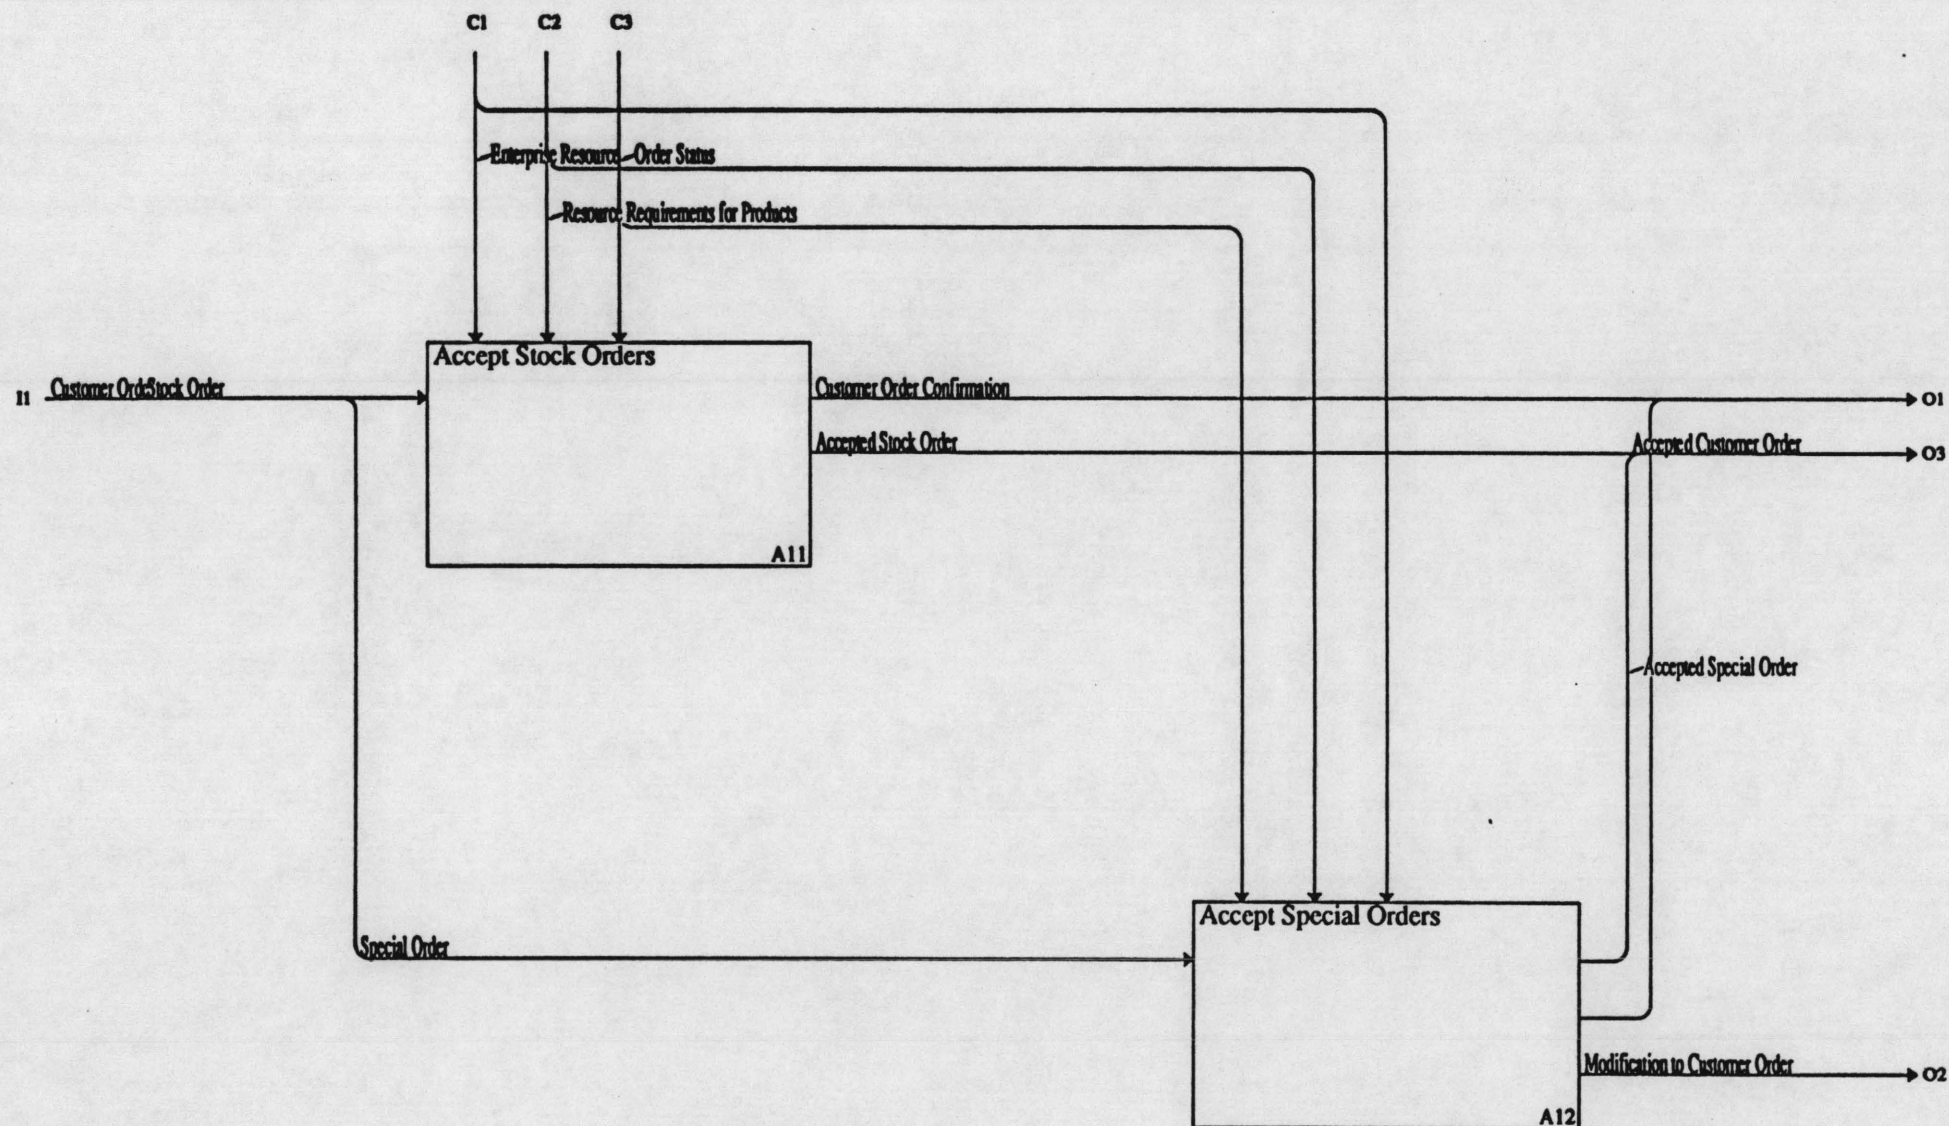 C1 C2 C3
Enterprise Resource Order Status
Resource Requirements for Products
Accept Stock Orders
I1 Customer Orde Stock Order
Customer Order Confirmation O1
Accepted Stock Order Accepted Customer Order O3
A11
Accepted Special Order
Accept Special Orders
Special Order
Modification to Customer Order O2
A12